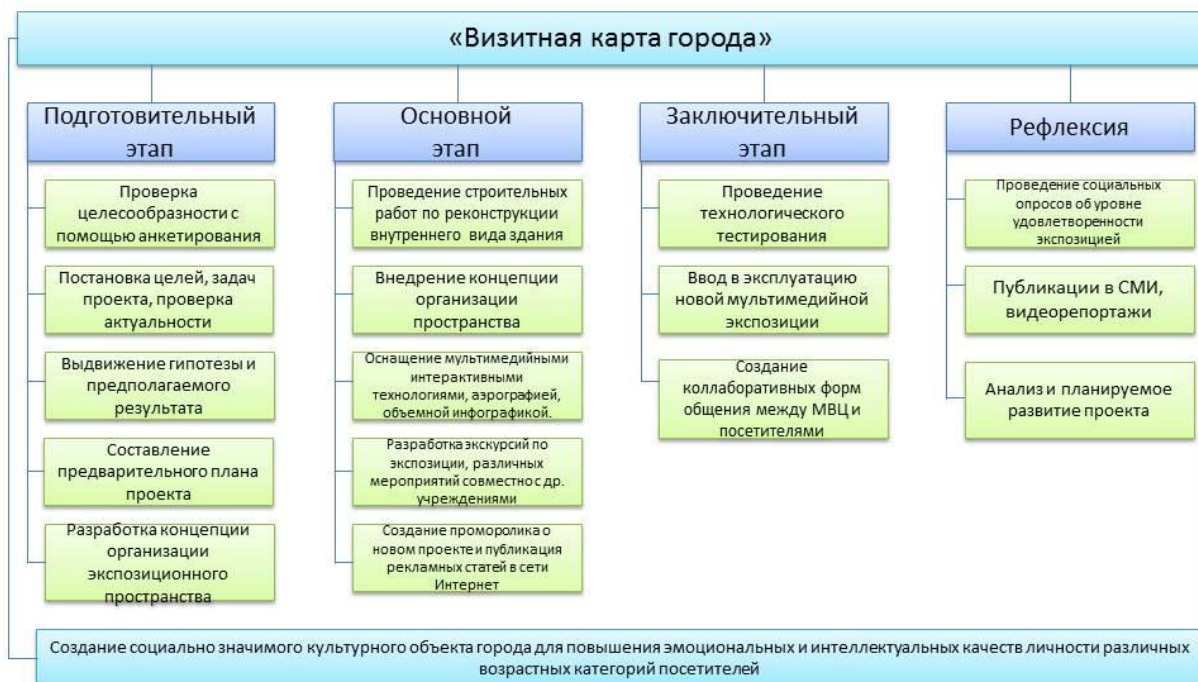 «Визитная карта города»
Подготовительный
этап
Проверка
целесообразности с
помощью анкетирования
Постановка целей, задач
проекта, проверка
актуальности
Выдвижение гипотезы и
предполагаемого
результата
Составление
предварительного плана
проекта
Разработка концепции
организации
экспозиционного
пространства
Основной
этап
Проведение строительных
работ по реконструкции
внутреннего вида здания
Внедрение концепции
организации
пространства
Оснащение мультимедийными
интерактивными
технологиями, аэрографией,
объемной инфографикой.
Разработка экскурсий по
экспозиции, различных
мероприятий совместно с др.
учреждениями
Создание проморолика о
новом проекте и публикация
рекламных статей в сети
Интернет
Заключительный
этап
Проведение
технологического
тестирования
Ввод в эксплуатацию
новой мультимедийной
экспозиции
Создание
коллаборативных форм
общения между МВЦ и
посетителями
Рефлексия
Проведение социальных
опросов об уровне
удовлетворенности
экспозицией
Публикации в СМИ,
видеорепортажи
Анализ и планируемое
развитие проекта
Создание социально значимого культурного объекта города для повышения эмоциональных и интеллектуальных качеств личности различных
возрастных категорий посетителей